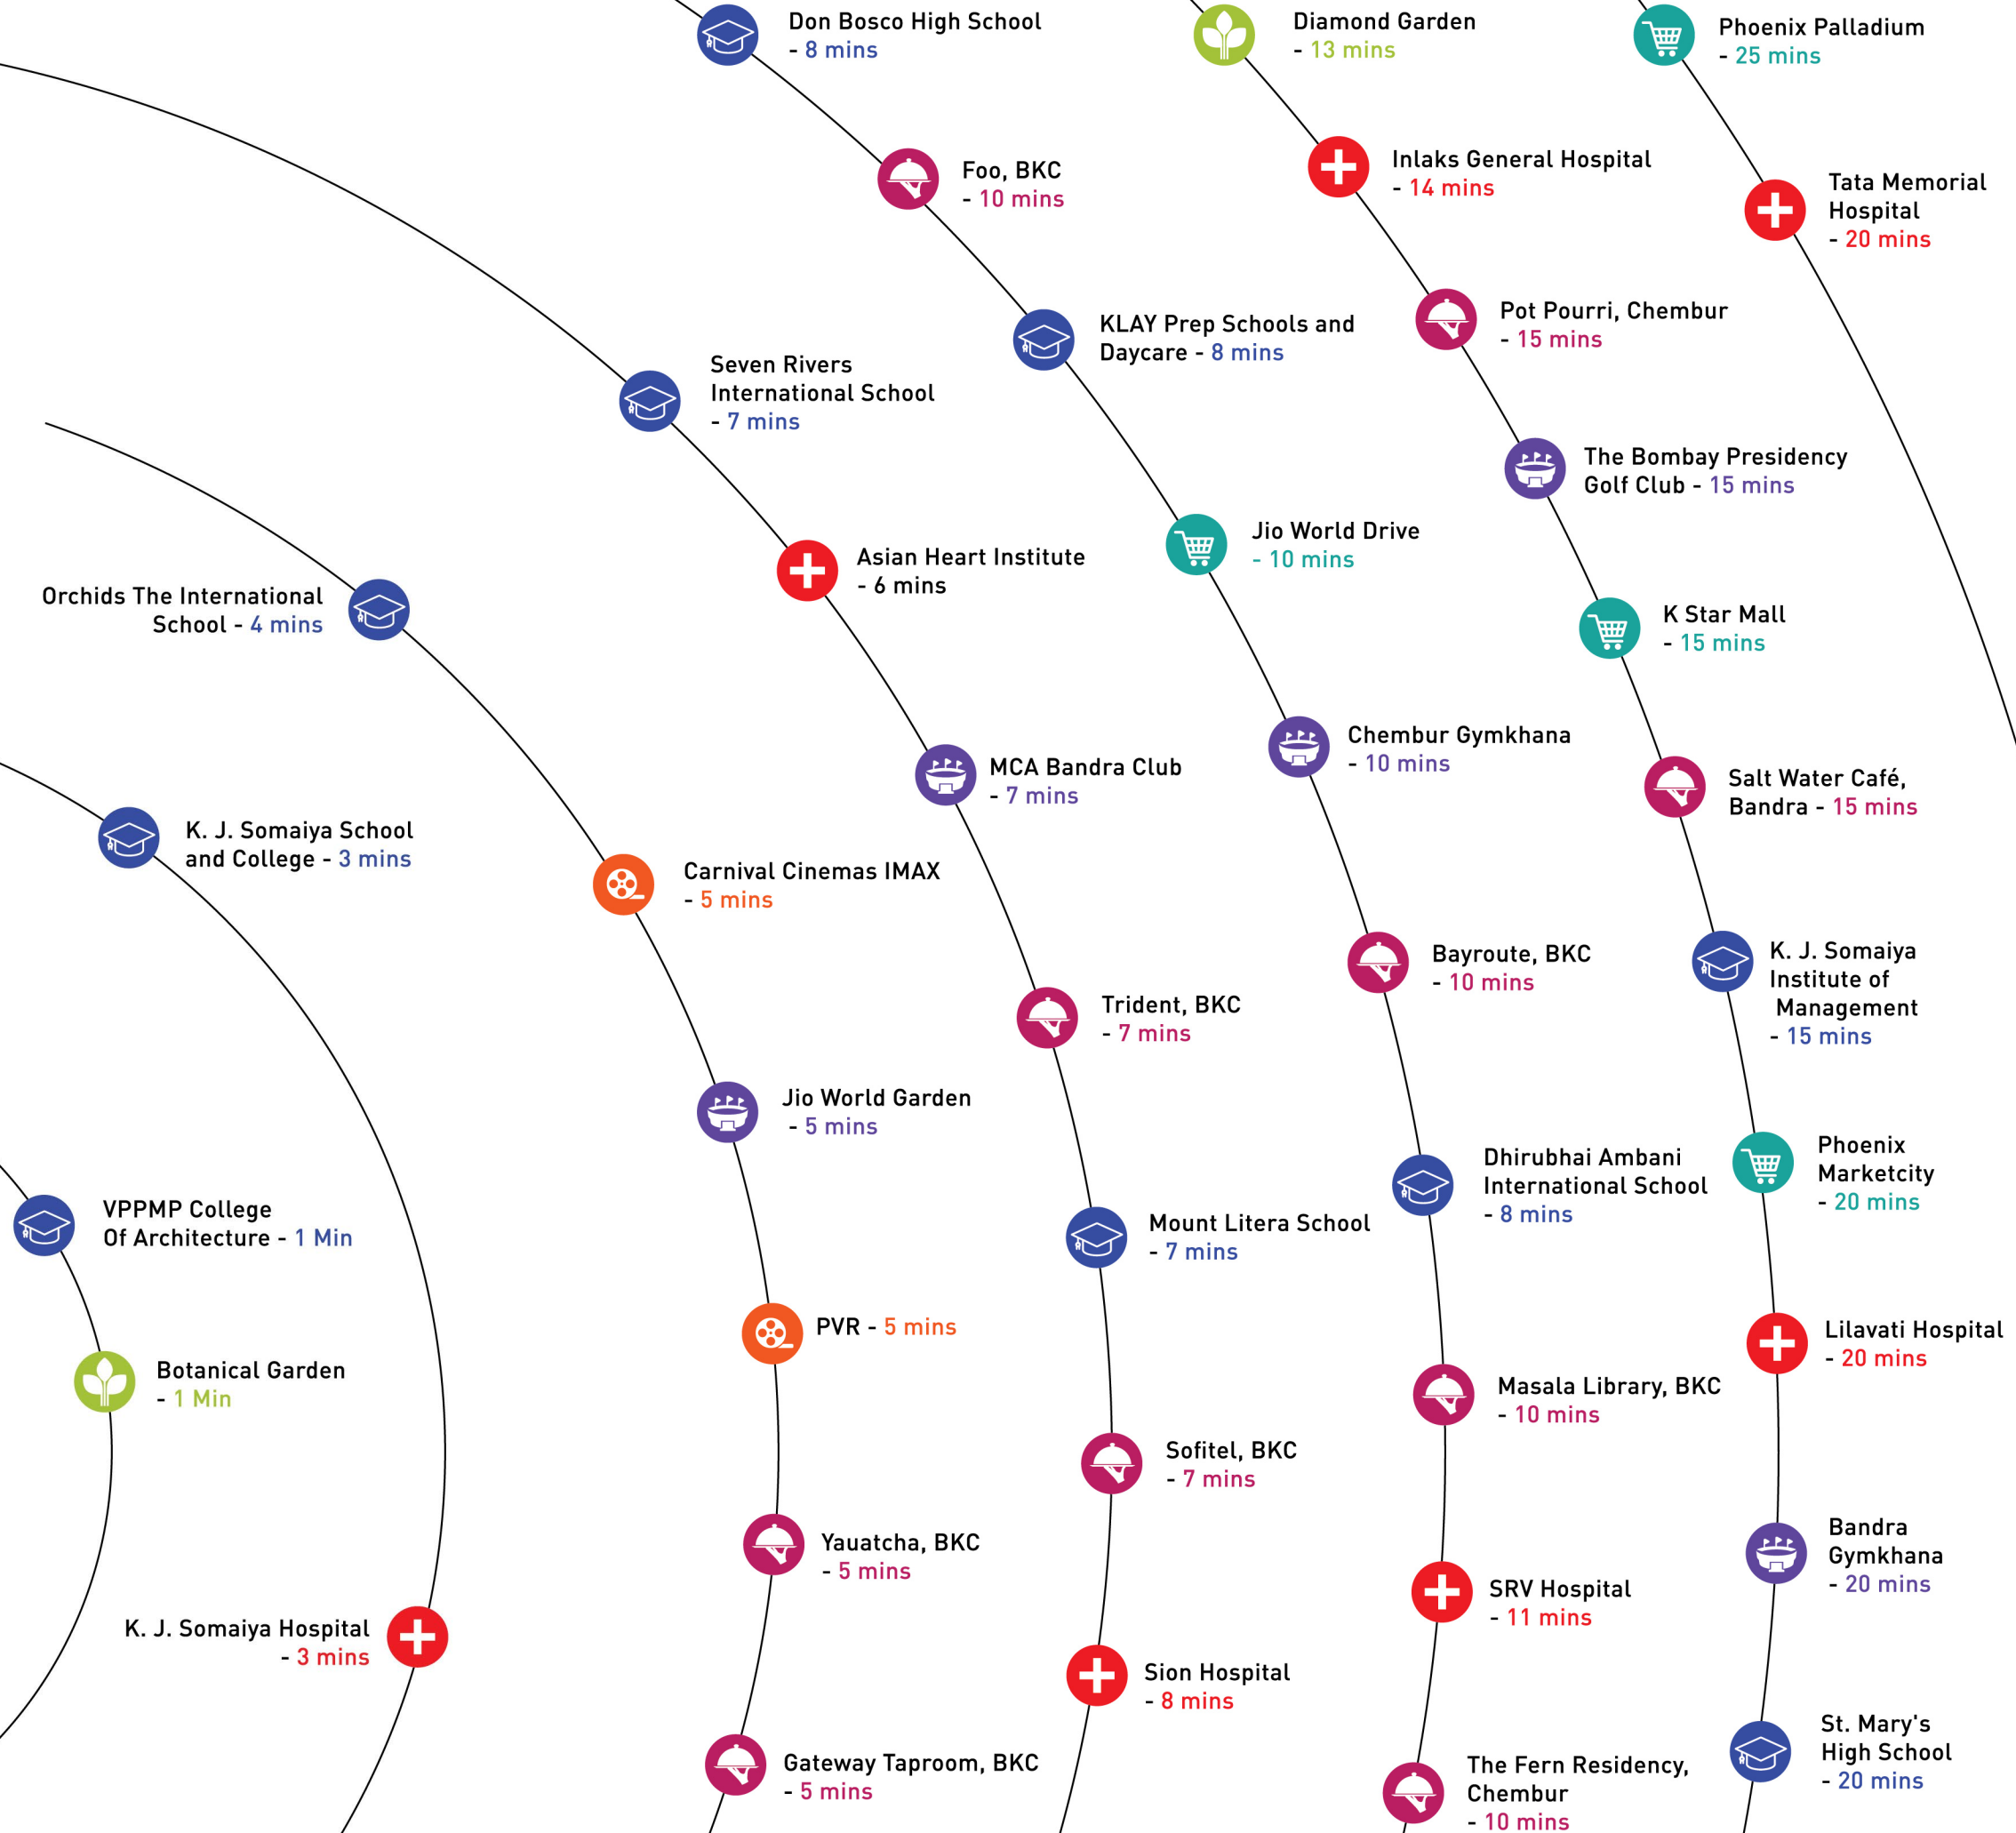 Don Bosco High School
- 8 mins
Diamond Garden
- 13 mins
Phoenix Palladium
- 25 mins
Foo, BKC
- 10 mins
Inlaks General Hospital
- 14 mins
Tata Memorial
Hospital
- 20 mins
KLAY Prep Schools and
Daycare - 8 mins
Pot Pourri, Chembur
- 15 mins
Seven Rivers
International School
- 7 mins
The Bombay Presidency
Golf Club - 15 mins
Asian Heart Institute
- 6 mins
Jio World Drive
- 10 mins
Orchids The International
School - 4 mins
K Star Mall
- 15 mins
MCA Bandra Club
- 7 mins
Chembur Gymkhana
- 10 mins
Salt Water Café,
Bandra - 15 mins
K. J. Somaiya School
and College - 3 mins
Carnival Cinemas IMAX
- 5 mins
Bayroute, BKC
- 10 mins
K. J. Somaiya
Institute of
Management
- 15 mins
Trident, BKC
- 7 mins
Jio World Garden
- 5 mins
Phoenix
Marketcity
- 20 mins
Dhirubhai Ambani
International School
- 8 mins
VPPMP College
Of Architecture - 1 Min
Mount Litera School
- 7 mins
PVR - 5 mins
Lilavati Hospital
- 20 mins
Botanical Garden
- 1 Min
Masala Library, BKC
- 10 mins
Sofitel, BKC
- 7 mins
Yauatcha, BKC
- 5 mins
Bandra
Gymkhana
- 20 mins
SRV Hospital
- 11 mins
K. J. Somaiya Hospital
- 3 mins
Sion Hospital
- 8 mins
Gateway Taproom, BKC
- 5 mins
The Fern Residency,
Chembur
- 10 mins
St. Mary's
High School
- 20 mins